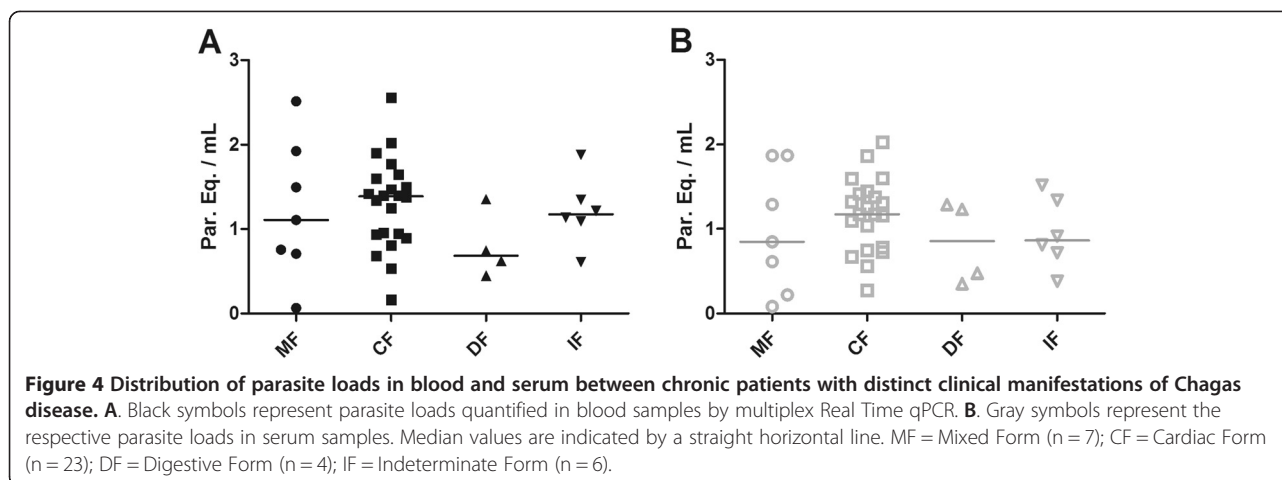 A
3
2
1
0
Par. Eq. / mL
MF
CF
DF
IF
B
3
2
1
0
Par. Eq. / mL
MF
CF
DF
IF
Figure 4 Distribution of parasite loads in blood and serum between chronic patients with distinct clinical manifestations of Chagas
disease. A. Black symbols represent parasite loads quantified in blood samples by multiplex Real Time qPCR. B. Gray symbols represent the
respective parasite loads in serum samples. Median values are indicated by a straight horizontal line. MF = Mixed Form (n = 7); CF = Cardiac Form
(n = 23); DF = Digestive Form (n = 4); IF = Indeterminate Form (n = 6).